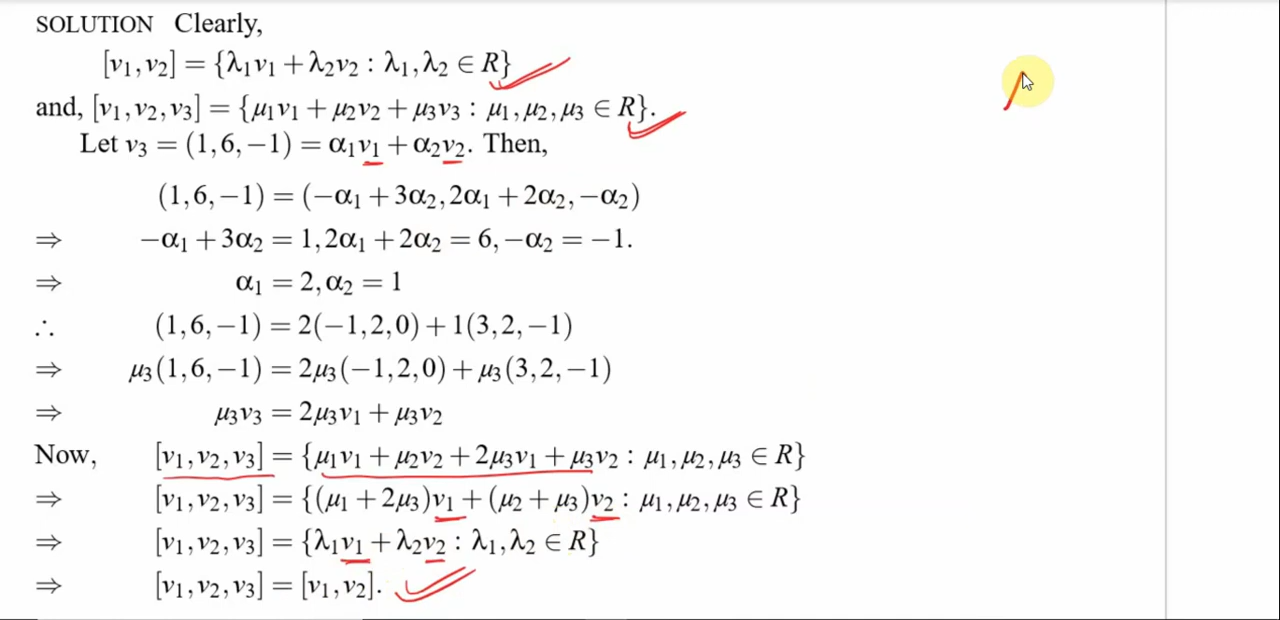 SOLUTION Clearly,
[v₁,v₂] = {λ₁v₁ + λ₂v₂ : λ₁,λ₂ ∈ R}
and, [v₁,v₂,v₃] = {μ₁v₁ + μ₂v₂ + μ₃v₃ : μ₁,μ₂,μ₃ ∈ R}.
Let v₃ = (1,6,−1) = α₁v₁ + α₂v₂. Then,
(1,6,−1) = (−α₁ + 3α₂, 2α₁ + 2α₂, −α₂)
⇒ −α₁ + 3α₂ = 1, 2α₁ + 2α₂ = 6, −α₂ = −1.
⇒ α₁ = 2, α₂ = 1
∴ (1,6,−1) = 2(−1,2,0) + 1(3,2,−1)
⇒ μ₃(1,6,−1) = 2μ₃(−1,2,0) + μ₃(3,2,−1)
⇒ μ₃v₃ = 2μ₃v₁ + μ₃v₂
Now, [v₁,v₂,v₃] = {μ₁v₁ + μ₂v₂ + 2μ₃v₁ + μ₃v₂ : μ₁,μ₂,μ₃ ∈ R}
⇒ [v₁,v₂,v₃] = {(μ₁ + 2μ₃)v₁ + (μ₂ + μ₃)v₂ : μ₁,μ₂,μ₃ ∈ R}
⇒ [v₁,v₂,v₃] = {λ₁v₁ + λ₂v₂ : λ₁,λ₂ ∈ R}
⇒ [v₁,v₂,v₃] = [v₁,v₂].